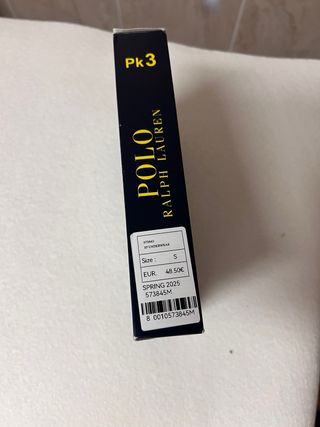 Pk3
POLO
RALPH LAUREN
Size : S
EUR. 48.50€
SPRING 2025
573845M
8 0010573845M